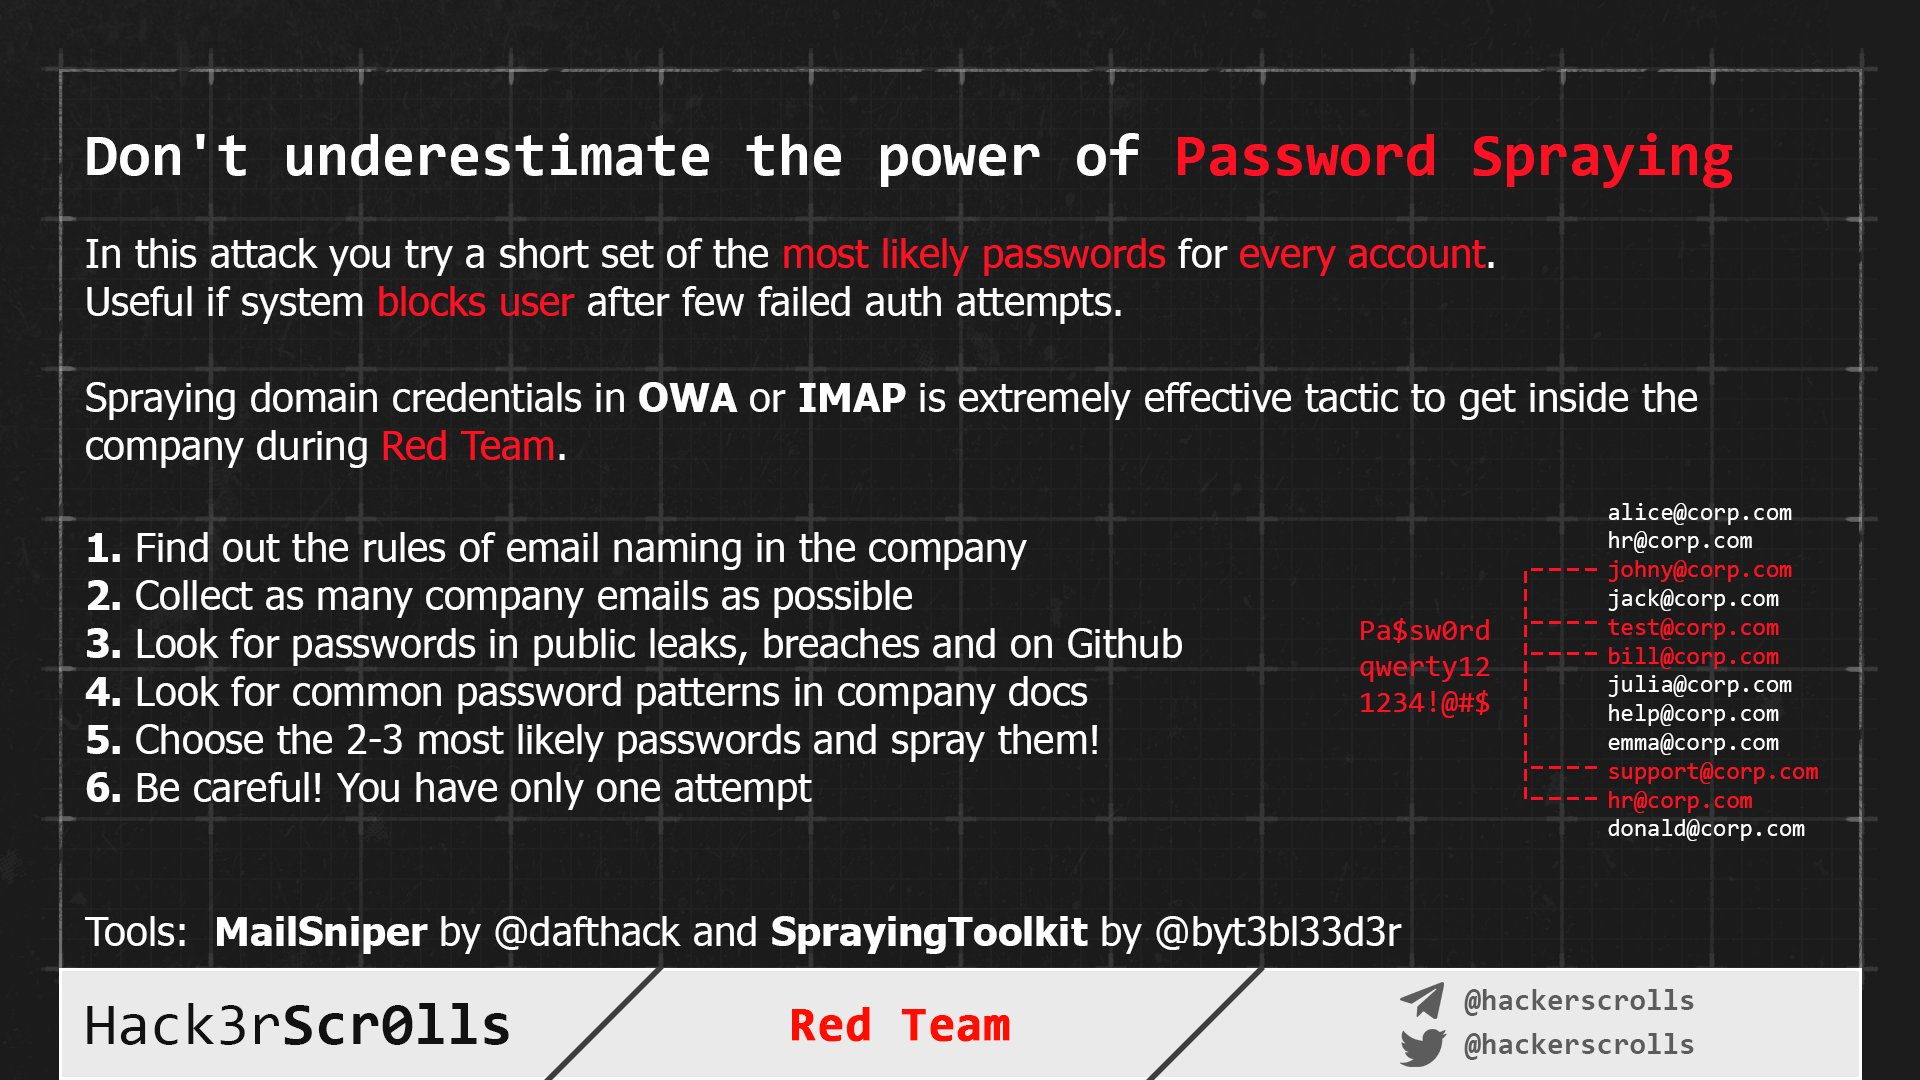 Don't underestimate the power of Password Spraying
In this attack you try a short set of the most likely passwords for every account.
Useful if system blocks user after few failed auth attempts.
Spraying domain credentials in OWA or IMAP is extremely effective tactic to get inside the
company during Red Team.
1. Find out the rules of email naming in the company
2. Collect as many company emails as possible
3. Look for passwords in public leaks, breaches and on Github
4. Look for common password patterns in company docs
5. Choose the 2-3 most likely passwords and spray them!
6. Be careful! You have only one attempt
Pa$sw0rd
qwerty12
1234!@#$
alice@corp.com
hr@corp.com
johny@corp.com
jack@corp.com
test@corp.com
bill@corp.com
julia@corp.com
help@corp.com
emma@corp.com
support@corp.com
hr@corp.com
donald@corp.com
Tools: MailSniper by @dafthack and SprayingToolkit by @byt3bl33d3r
Hack3rScr0lls
Red Team
@hackerscrolls
@hackerscrolls